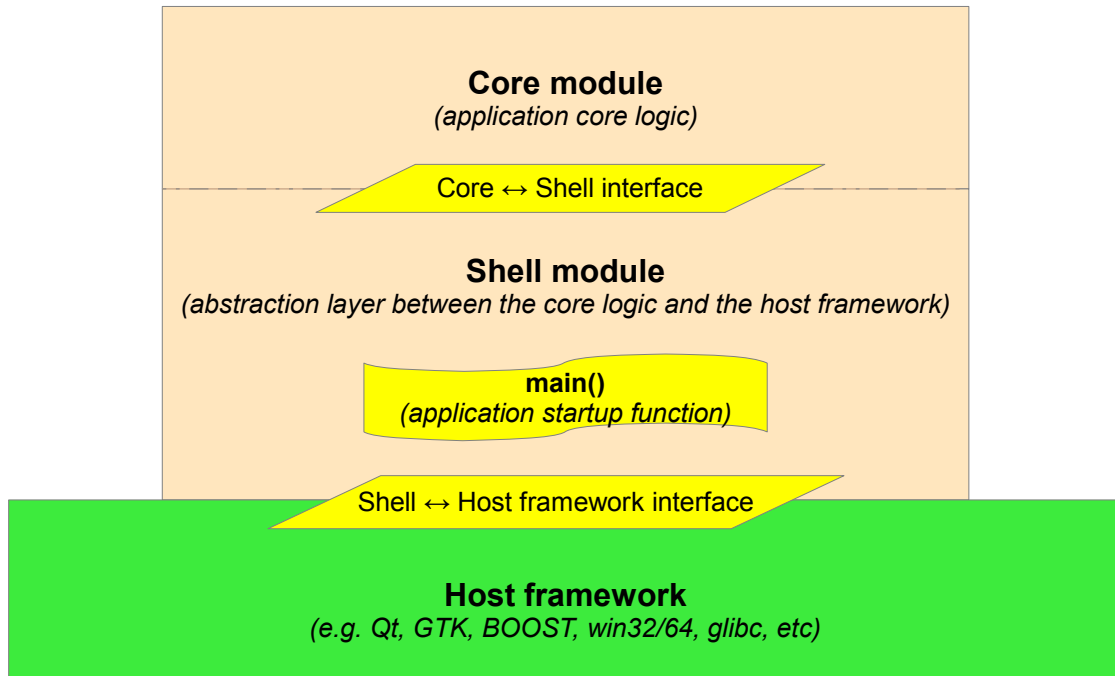 Core module
(application core logic)
Core ↔ Shell interface
Shell module
(abstraction layer between the core logic and the host framework)
main()
(application startup function)
Shell ↔ Host framework interface
Host framework
(e.g. Qt, GTK, BOOST, win32/64, glibc, etc)